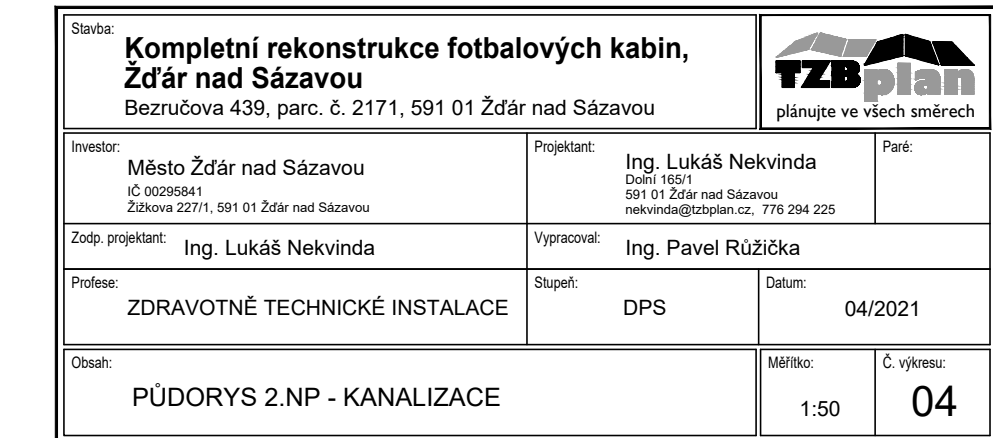 Stavba:
Kompletní rekonstrukce fotbalových kabin,
Žďár nad Sázavou
Bezručova 439, parc. č. 2171, 591 01 Žďár nad Sázavou
TZBplan
plánujte ve všech směrech
Investor:
Město Žďár nad Sázavou
IČ 00295841
Žižkova 227/1, 591 01 Žďár nad Sázavou
Projektant:
Ing. Lukáš Nekvinda
Dolní 165/1
591 01 Žďár nad Sázavou
nekvinda@tzbplan.cz, 776 294 225
Paré:
Zodp. projektant: Ing. Lukáš Nekvinda
Vypracoval: Ing. Pavel Růžička
Profese:
ZDRAVOTNĚ TECHNICKÉ INSTALACE
Stupeň:
DPS
Datum:
04/2021
Obsah:
PŮDORYS 2.NP - KANALIZACE
Měřítko:
1:50
Č. výkresu:
04